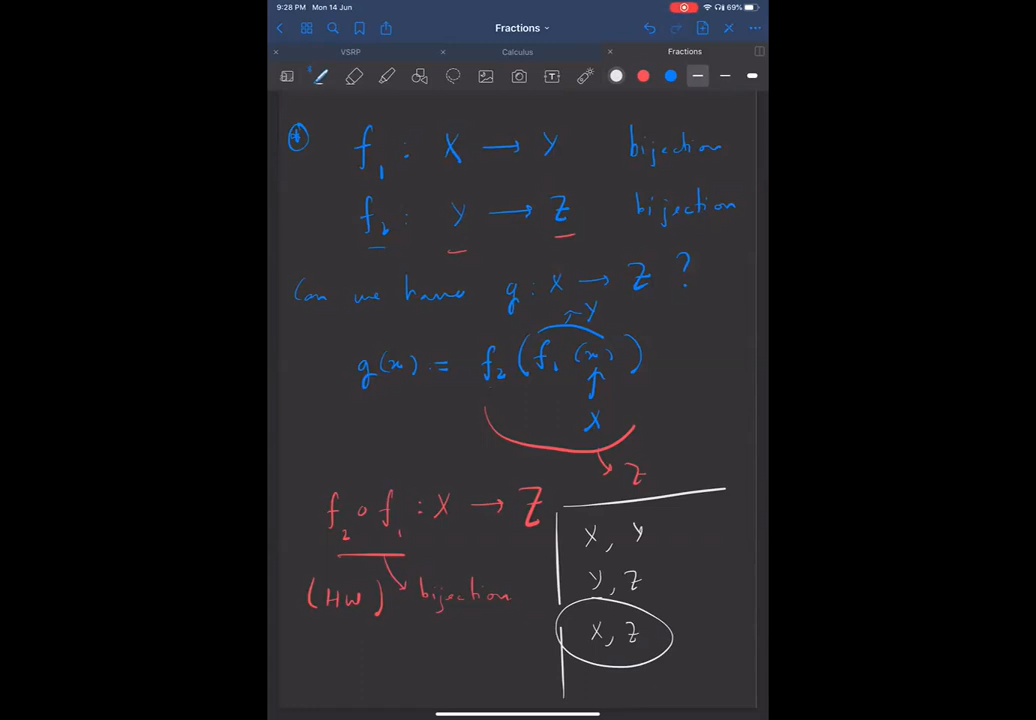 9:28 PM Mon 14 Jun 69%
Fractions
VSRP Calculus Fractions
f₁ : X → Y bijection
f₂ : Y → Z bijection
Can we have g : X → Z ?
Y
g(x) := f₂ ( f₁ (x) )
X
Z
f₂ ∘ f₁ : X → Z
X, Y
Y, Z
(HW) bijection
X, Z